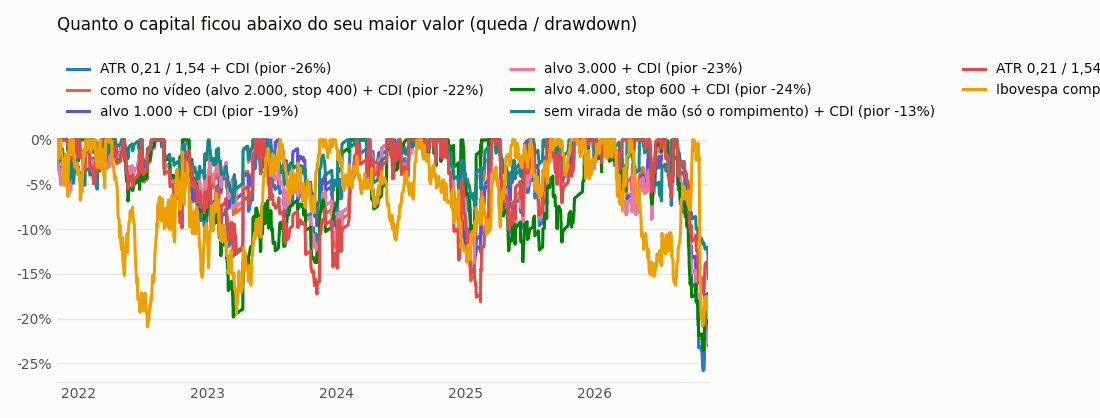 Quanto o capital ficou abaixo do seu maior valor (queda / drawdown)
ATR 0,21 / 1,54 + CDI (pior -26%)
como no vídeo (alvo 2.000, stop 400) + CDI (pior -22%)
alvo 1.000 + CDI (pior -19%)
alvo 3.000 + CDI (pior -23%)
alvo 4.000, stop 600 + CDI (pior -24%)
sem virada de mão (só o rompimento) + CDI (pior -13%)
ATR 0,21 / 1,54
Ibovespa comp
0%
-5%
-10%
-15%
-20%
-25%
2022 2023 2024 2025 2026